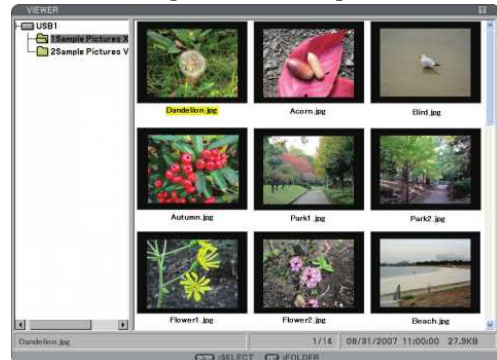 VIEWER
USB1
1Sample Pictures X
2Sample Pictures V
Dandelion.jpg
Acorn.jpg
Bird.jpg
Autumn.jpg
Park1.jpg
Park2.jpg
Flower1.jpg
Flower2.jpg
Beach.jpg
Dandelion.jpg 1/14 08/31/2007 11:00:00 27.9KB
:SELECT :FOLDER